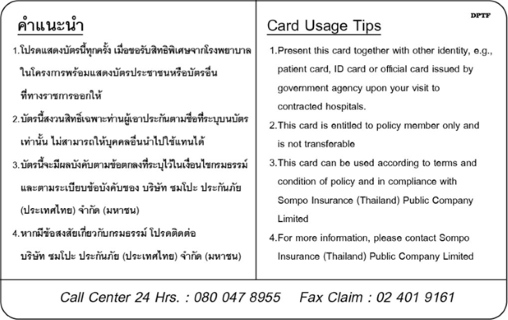 DPTF
คำแนะนำ
1.โปรดแสดงบัตรนี้ทุกครั้ง เมื่อขอรับสิทธิพิเศษจากโรงพยาบาล
ในโครงการพร้อมแสดงบัตรประชาชนหรือบัตรอื่น
ที่ทางราชการออกให้
2.บัตรนี้สงวนสิทธิ์เฉพาะท่านผู้เอาประกันตามชื่อที่ระบุบนบัตร
เท่านั้น ไม่สามารถให้บุคคลอื่นนำไปใช้แทนได้
3.บัตรนี้จะมีผลบังคับตามข้อตกลงที่ระบุไว้ในเงื่อนไขกรมธรรม์
และตามระเบียบข้อบังคับของ บริษัท ซมโปะ ประกันภัย
(ประเทศไทย) จำกัด (มหาชน)
4.หากมีข้อสงสัยเกี่ยวกับกรมธรรม์ โปรดติดต่อ
บริษัท ซมโปะ ประกันภัย (ประเทศไทย) จำกัด (มหาชน)
Card Usage Tips
1.Present this card together with other identity, e.g.,
patient card, ID card or official card issued by
government agency upon your visit to
contracted hospitals.
2.This card is entitled to policy member only and
is not transferable
3.This card can be used according to terms and
condition of policy and in compliance with
Sompo Insurance (Thailand) Public Company
Limited
4.For more information, please contact Sompo
Insurance (Thailand) Public Company Limited
Call Center 24 Hrs. : 080 047 8955 Fax Claim : 02 401 9161